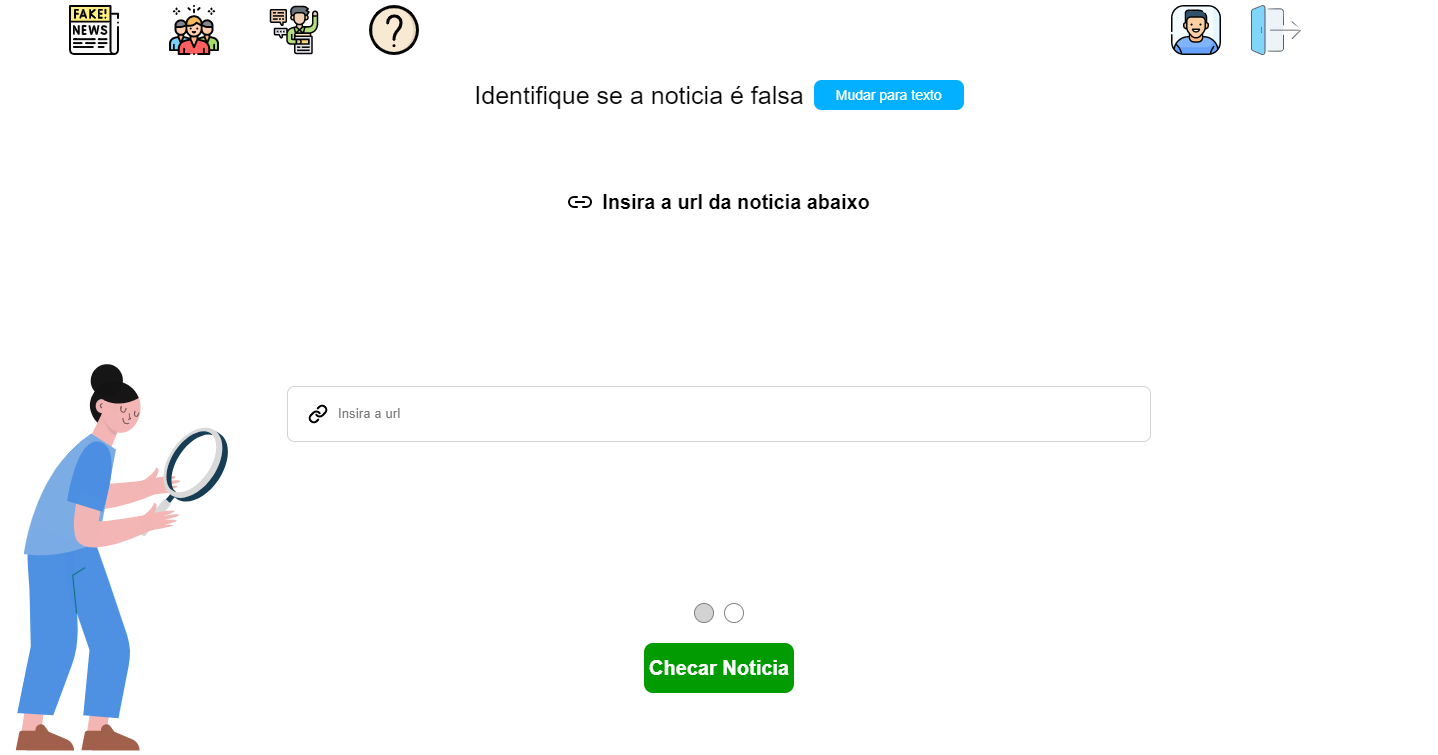 FAKE!
NEWS
?
Identifique se a noticia é falsa
Mudar para texto
Insira a url da noticia abaixo
Insira a url
Checar Noticia